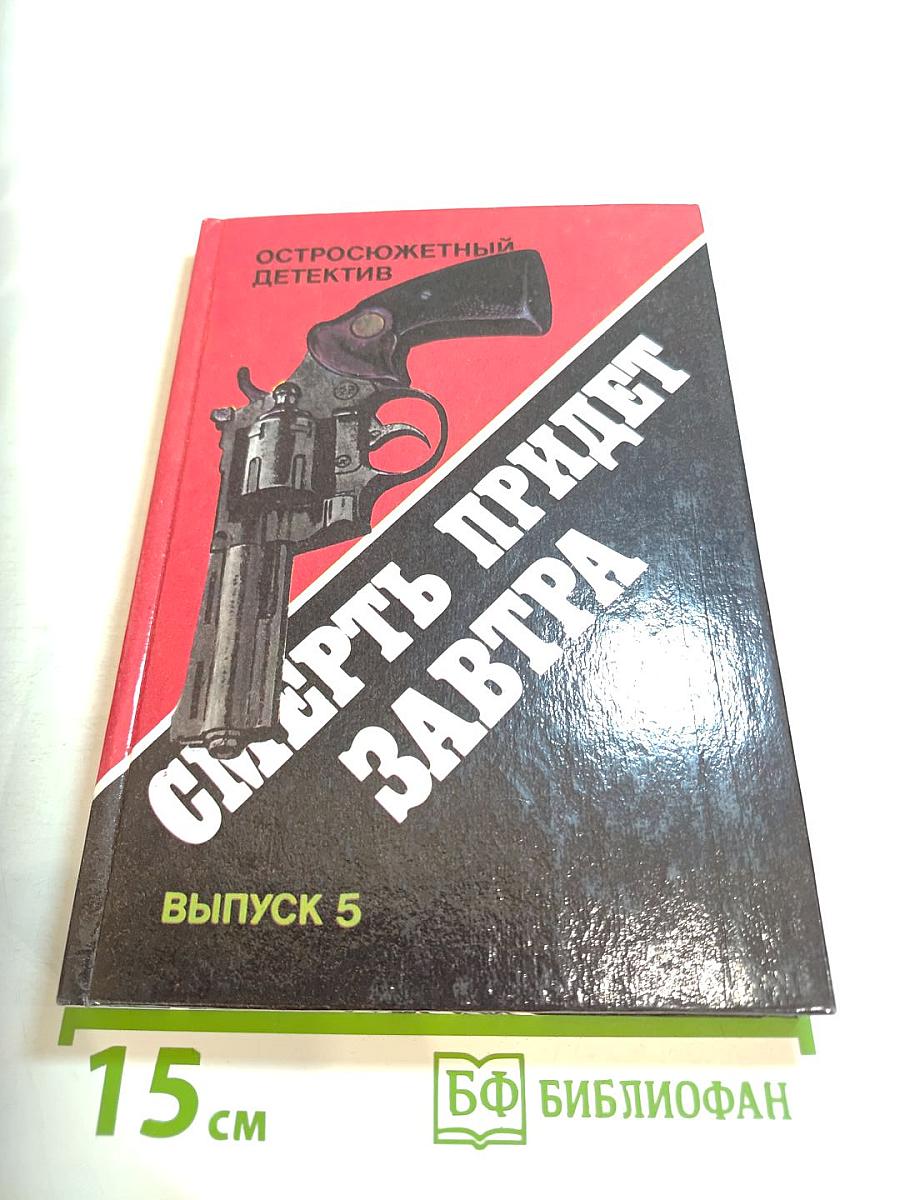 ОСТРОСЮЖЕТНЫЙ
ДЕТЕКТИВ
СМЕРТЬ ПРИДЕТ
ЗАВТРА
ВЫПУСК 5
15 см
БФ БИБЛИОФАН